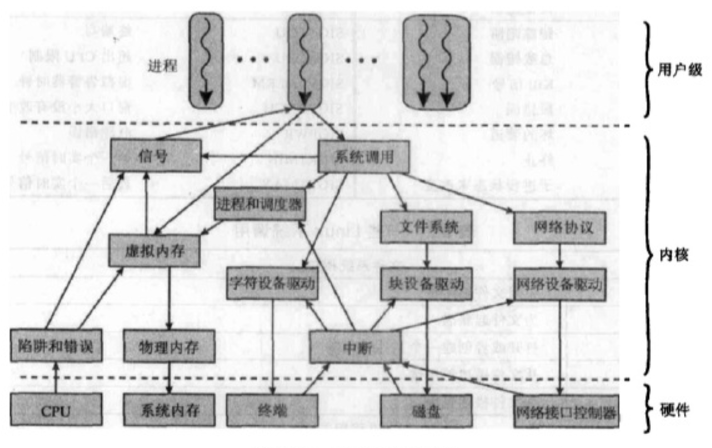 进程
用户级
信号
系统调用
进程和调度器
文件系统
网络协议
虚拟内存
内核
字符设备驱动
块设备驱动
网络设备驱动
陷阱和错误
物理内存
中断
CPU
系统内存
终端
磁盘
网络接口控制器
硬件